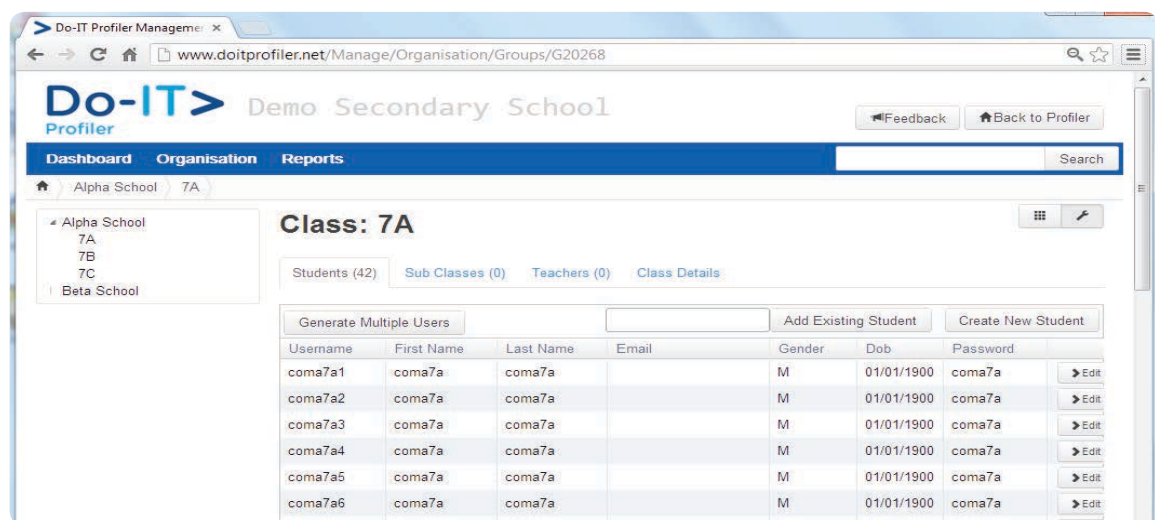 Do-IT Profiler Managemen
www.doitprofiler.net/Manage/Organisation/Groups/G20268
Do-IT> Demo Secondary School
Profiler
Feedback Back to Profiler
Dashboard Organisation Reports Search
Alpha School 7A
Alpha School
7A
7B
7C
Beta School
Class: 7A
Students (42) Sub Classes (0) Teachers (0) Class Details
Generate Multiple Users Add Existing Student Create New Student
Username First Name Last Name Email Gender Dob Password
coma7a1 coma7a coma7a M 01/01/1900 coma7a Edit
coma7a2 coma7a coma7a M 01/01/1900 coma7a Edit
coma7a3 coma7a coma7a M 01/01/1900 coma7a Edit
coma7a4 coma7a coma7a M 01/01/1900 coma7a Edit
coma7a5 coma7a coma7a M 01/01/1900 coma7a Edit
coma7a6 coma7a coma7a M 01/01/1900 coma7a Edit